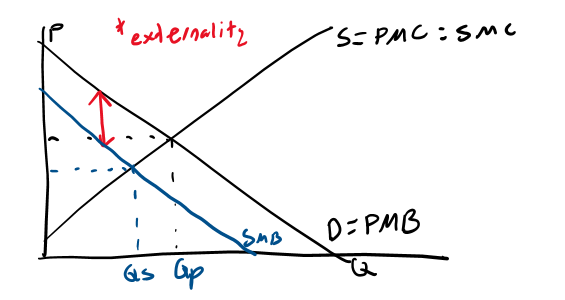 P
*externality
S=PMC=SMC
D=PMB
SMB
Q
Qs
Qp